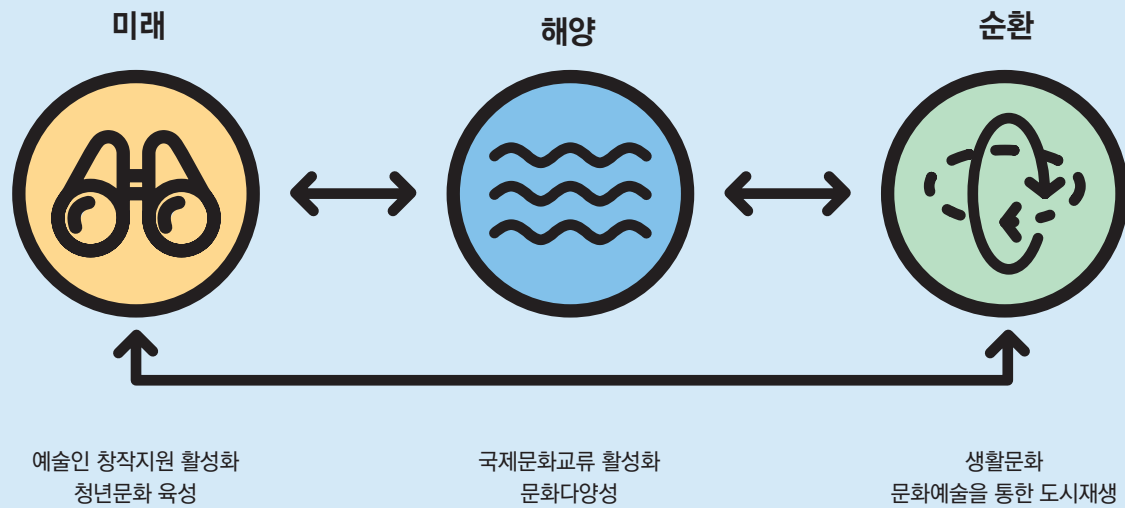 미래
해양
순환
예술인 창작지원 활성화
청년문화 육성
국제문화교류 활성화
문화다양성
생활문화
문화예술을 통한 도시재생